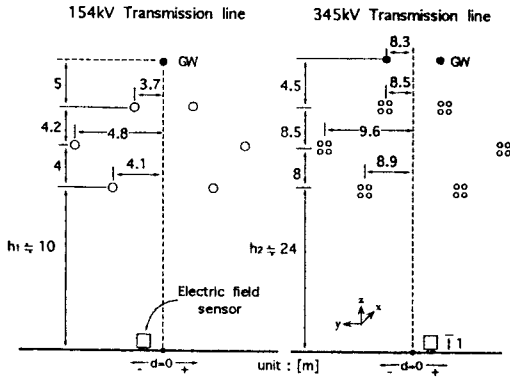 154kV Transmission line
345kV Transmission line
GW
5
3.7
4.2
4.8
4
4.1
h1 ≒ 10
Electric field
sensor
- d=0 +
unit : [m]
8.3
GW
4.5
8.5
8.5
9.6
8
8.9
h2 ≒ 24
z
x
y
1
- d=0 +